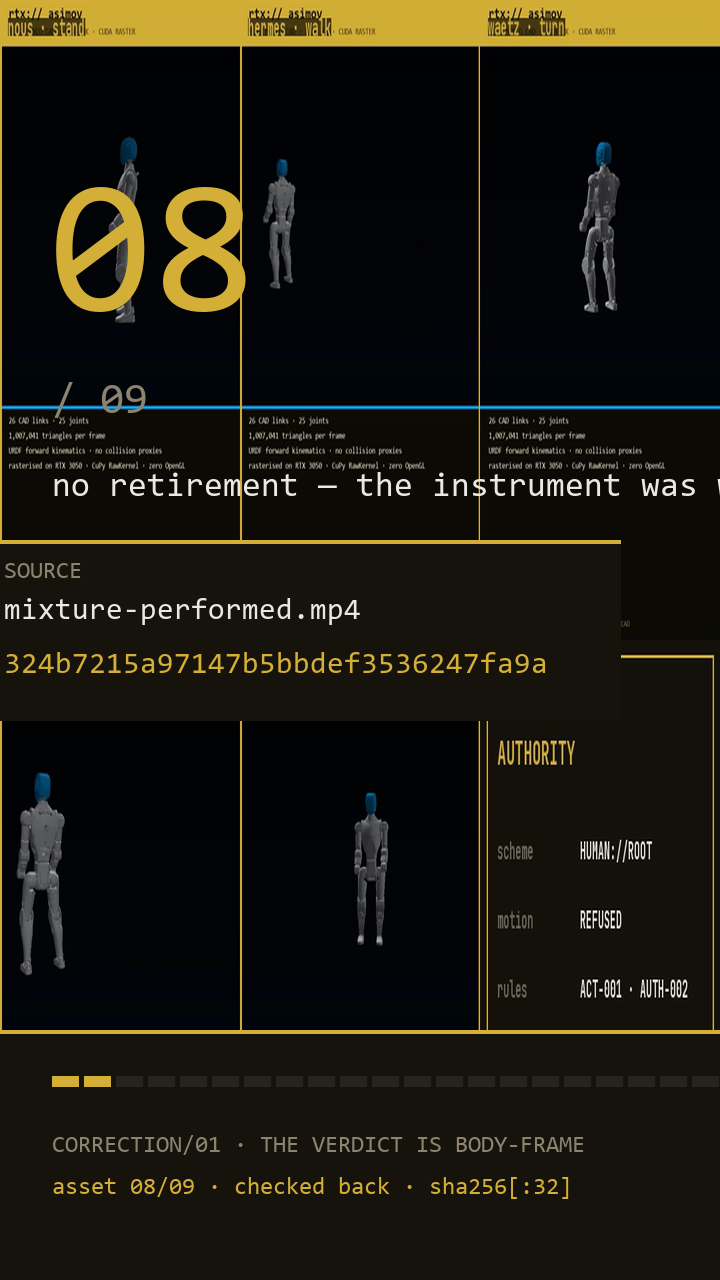 rtx:// asimov
nous · stand
· CUDA RASTER
rtx:// asimov
hermes · walk
· CUDA RASTER
rtx:// asimov
waetz · turn
· CUDA RASTER
08
/ 09
26 CAD links · 25 joints
1,007,041 triangles per frame
URDF forward kinematics · no collision proxies
rasterised on RTX 3050 · CuPy RawKernel · zero OpenGL
26 CAD links · 25 joints
1,007,041 triangles per frame
URDF forward kinematics · no collision proxies
rasterised on RTX 3050 · CuPy RawKernel · zero OpenGL
26 CAD links · 25 joints
1,007,041 triangles per frame
URDF forward kinematics · no collision proxies
rasterised on RTX 3050 · CuPy RawKernel · zero OpenGL
no retirement — the instrument was
SOURCE
mixture-performed.mp4
324b7215a97147b5bbdef3536247fa9a
AUTHORITY
scheme HUMAN://ROOT
motion REFUSED
rules ACT-001 · AUTH-002
CORRECTION/01 · THE VERDICT IS BODY-FRAME
asset 08/09 · checked back · sha256[:32]